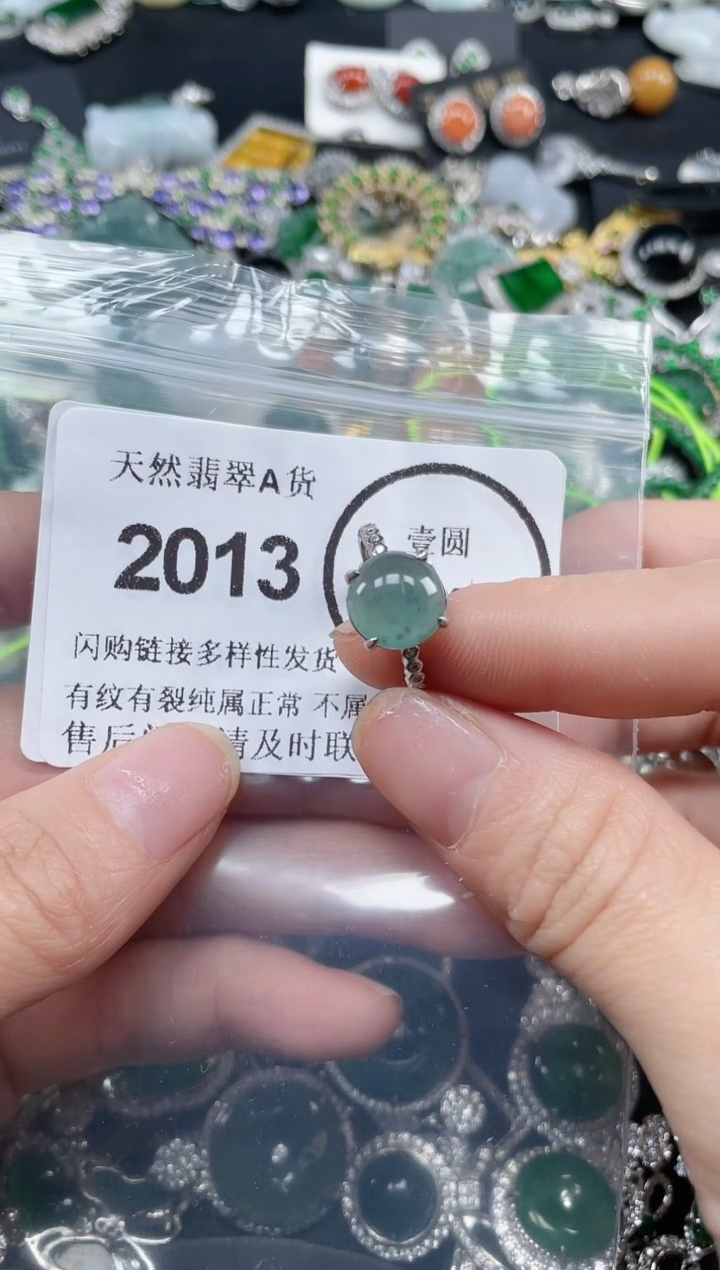 天然翡翠A货
壹圆
2013
闪购链接多样性发货
有纹有裂纯属正常 不属
售后 请及时联